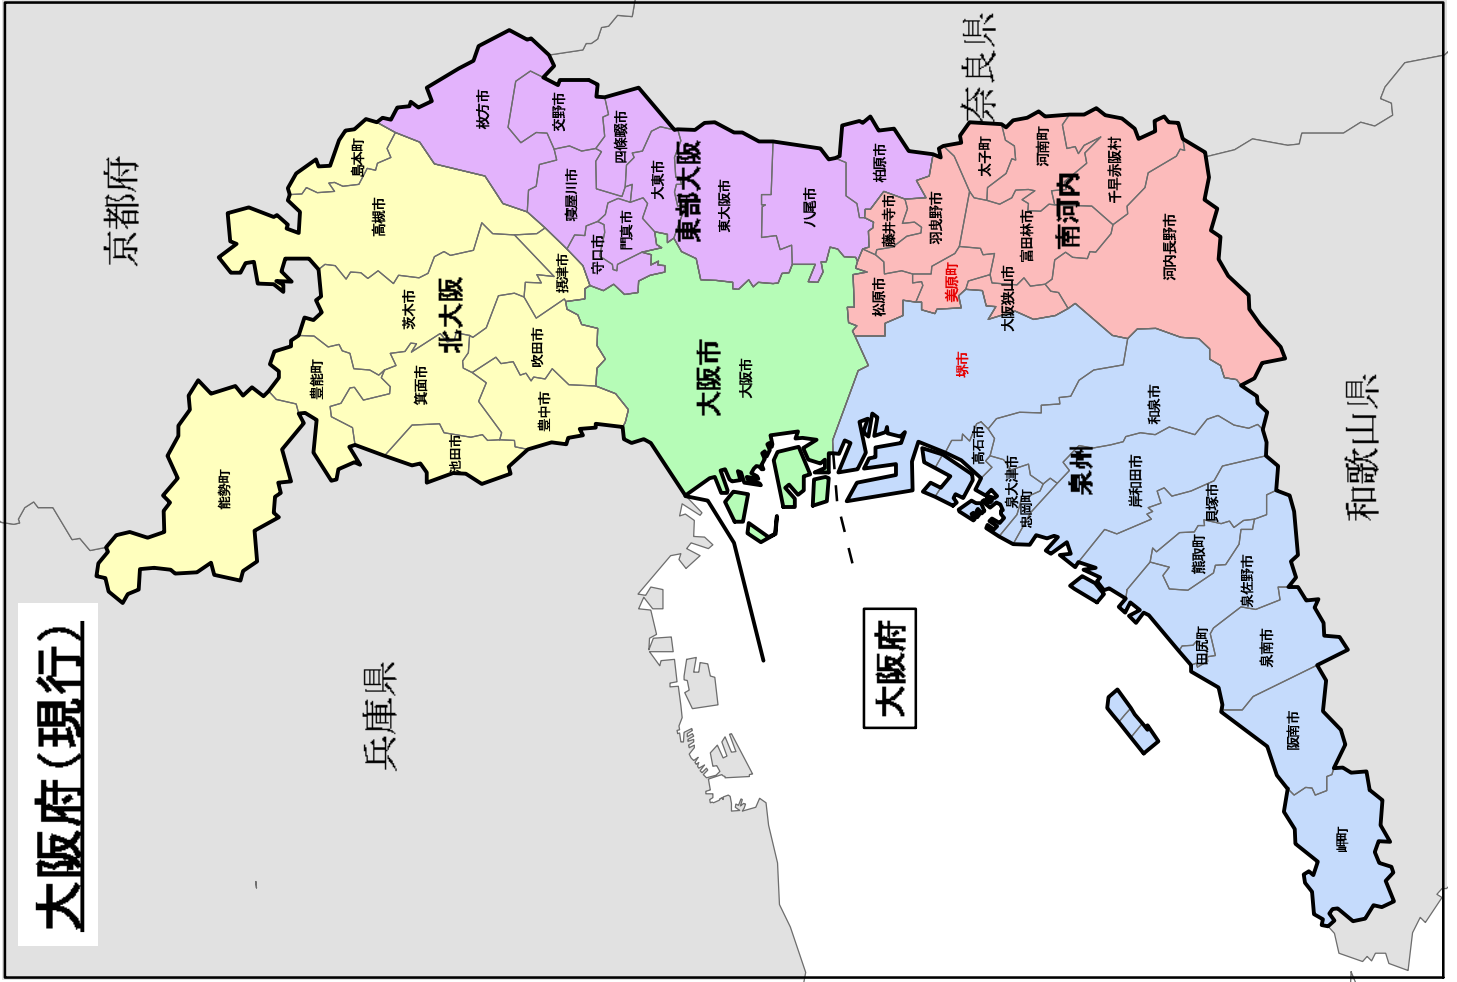 大阪府(現行)
京都府
兵庫県
奈良県
和歌山県
大阪府
北大阪
能勢町
豊能町
島本町
高槻市
茨木市
箕面市
池田市
豊中市
吹田市
摂津市
東部大阪
枚方市
交野市
四條畷市
寝屋川市
守口市
門真市
大東市
東大阪市
八尾市
柏原市
大阪市
大阪市
南河内
太子町
河南町
千早赤阪村
藤井寺市
羽曳野市
富田林市
河内長野市
松原市
美原町
大阪狭山市
泉州
堺市
高石市
泉大津市
忠岡町
和泉市
岸和田市
貝塚市
熊取町
泉佐野市
田尻町
泉南市
阪南市
岬町